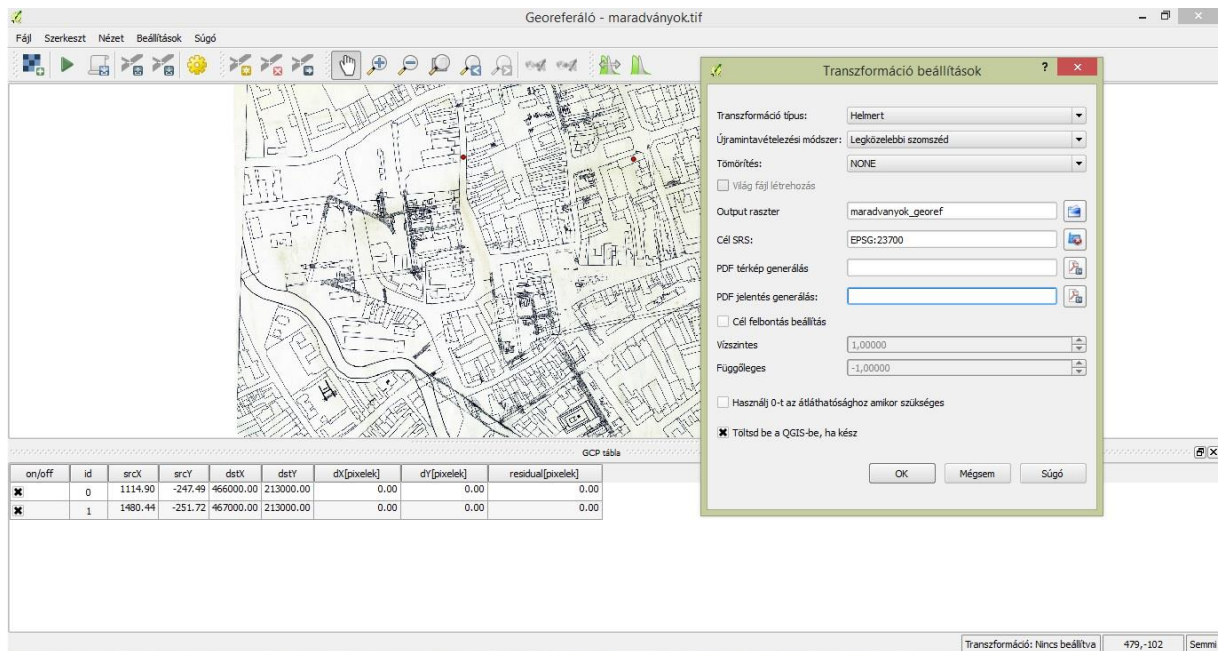 Georeferáló - maradványok.tif
Fájl Szerkeszt Nézet Beállítások Súgó
Transzformáció beállítások
?
Transzformáció típus: Helmert
Újramintavételezési módszer: Legközelebbi szomszéd
Tömörítés: NONE
Világ fájl létrehozás
Output raszter maradvanyok_georef
Cél SRS: EPSG:23700
PDF térkép generálás
PDF jelentés generálás:
Cél felbontás beállítás
Vízszintes 1,00000
Függőleges -1,00000
Használj 0-t az átláthatósághoz amikor szükséges
Töltsd be a QGIS-be, ha kész
OK Mégsem Súgó
GCP tábla
on/off id srcX srcY dstX dstY dX[pixelek] dY[pixelek] residual[pixelek]
0 1114.90 -247.49 466000.00 213000.00 0.00 0.00 0.00
1 1480.44 -251.72 467000.00 213000.00 0.00 0.00 0.00
Transzformáció: Nincs beállítva 479,-102 Semmi